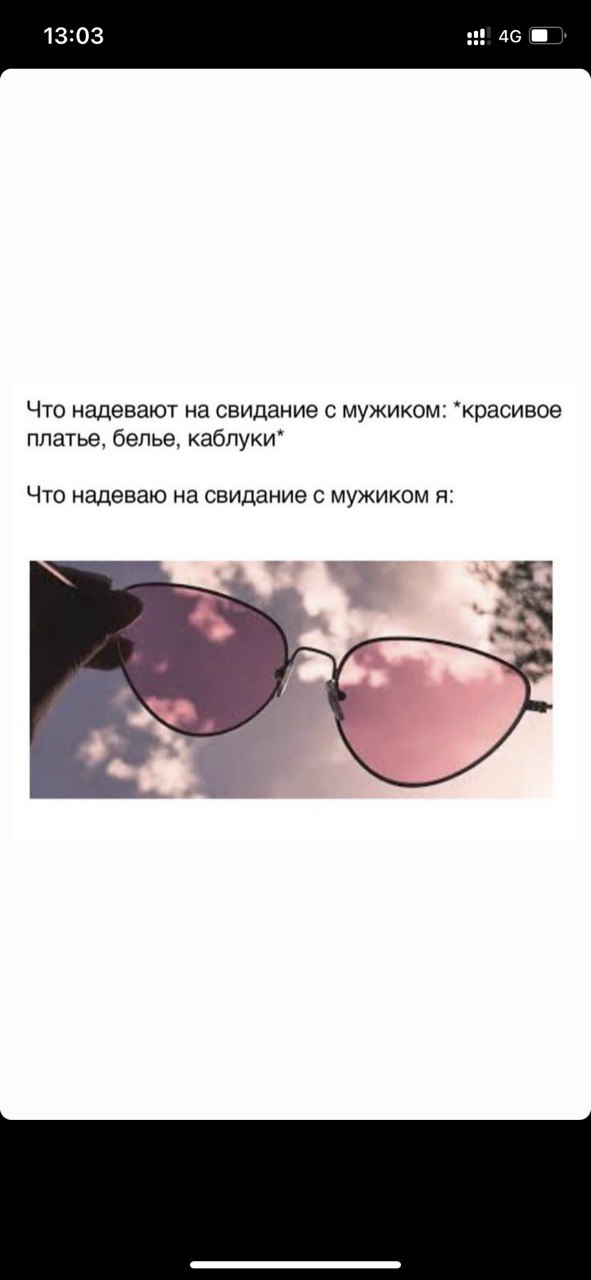 13:03
4G
Что надевают на свидание с мужиком: *красивое
платье, белье, каблуки*
Что надеваю на свидание с мужиком я: